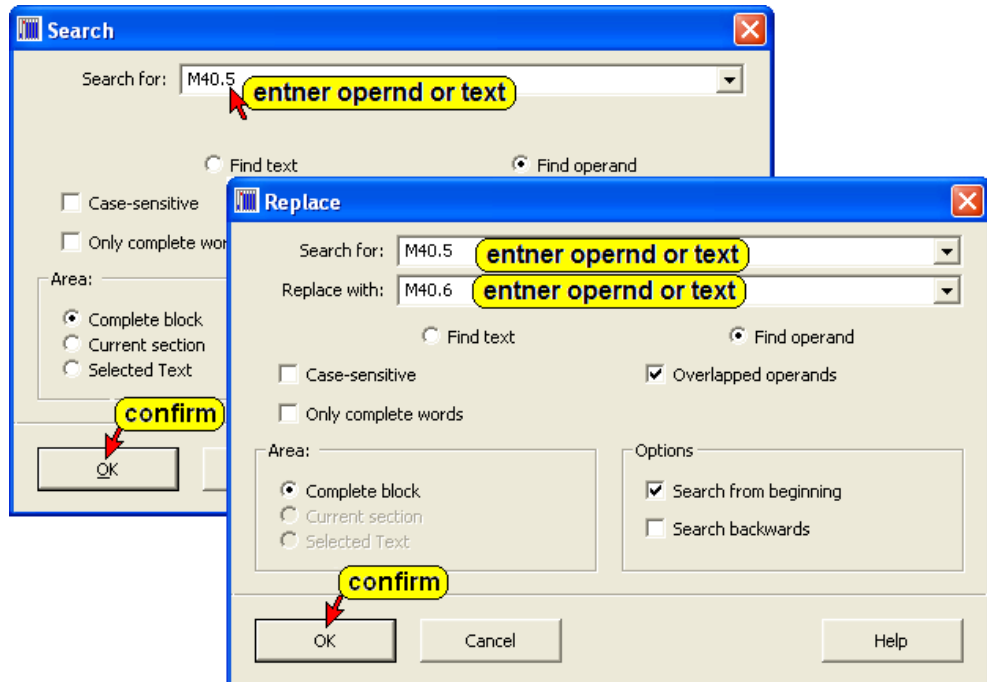 Search
Search for: M40.5
entner opernd or text
Find text Find operand
Case-sensitive
Only complete wor
Area:
Complete block
Current section
Selected Text
confirm
OK
Replace
Search for: M40.5 entner opernd or text
Replace with: M40.6 entner opernd or text
Find text Find operand
Case-sensitive Overlapped operands
Only complete words
Area: Options
Complete block Search from beginning
Current section
Selected Text Search backwards
confirm
OK Cancel Help